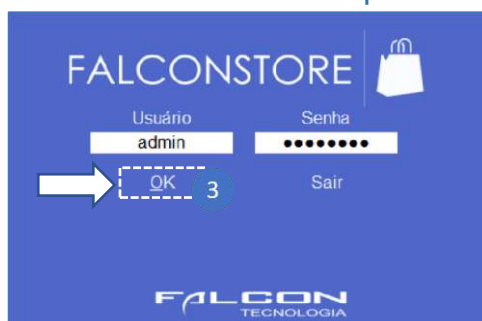 FALCONSTORE
Usuário Senha
admin ••••••••
OK 3 Sair
FALCON
TECNOLOGIA